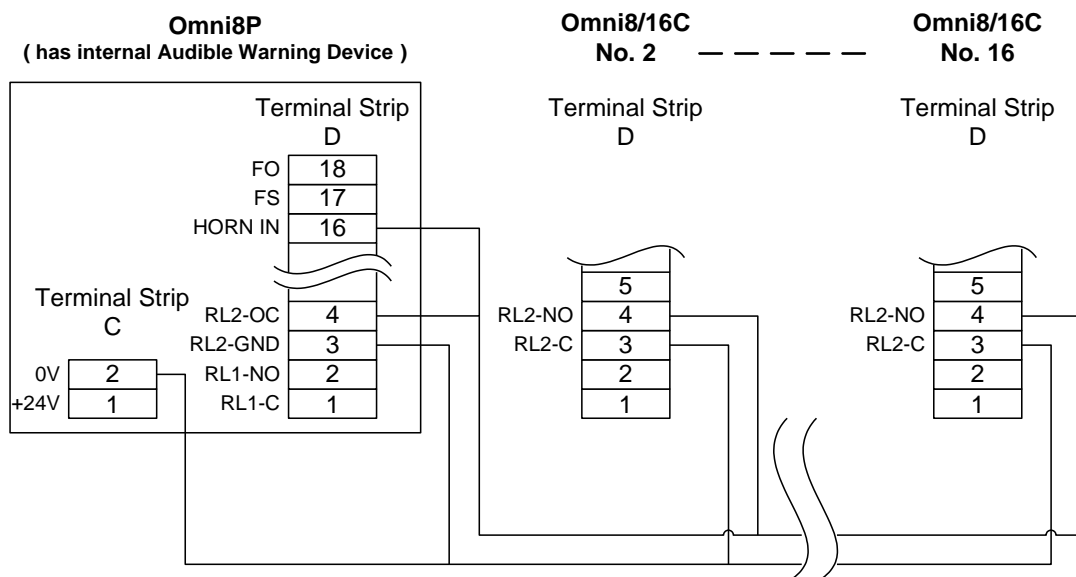 Omni8P
( has internal Audible Warning Device )
Omni8/16C
No. 2
Omni8/16C
No. 16
Terminal Strip
D
FO 18
FS 17
HORN IN 16
RL2-OC 4
RL2-GND 3
RL1-NO 2
RL1-C 1
Terminal Strip
C
0V 2
+24V 1
Terminal Strip
D
5
RL2-NO 4
RL2-C 3
2
1
Terminal Strip
D
5
RL2-NO 4
RL2-C 3
2
1